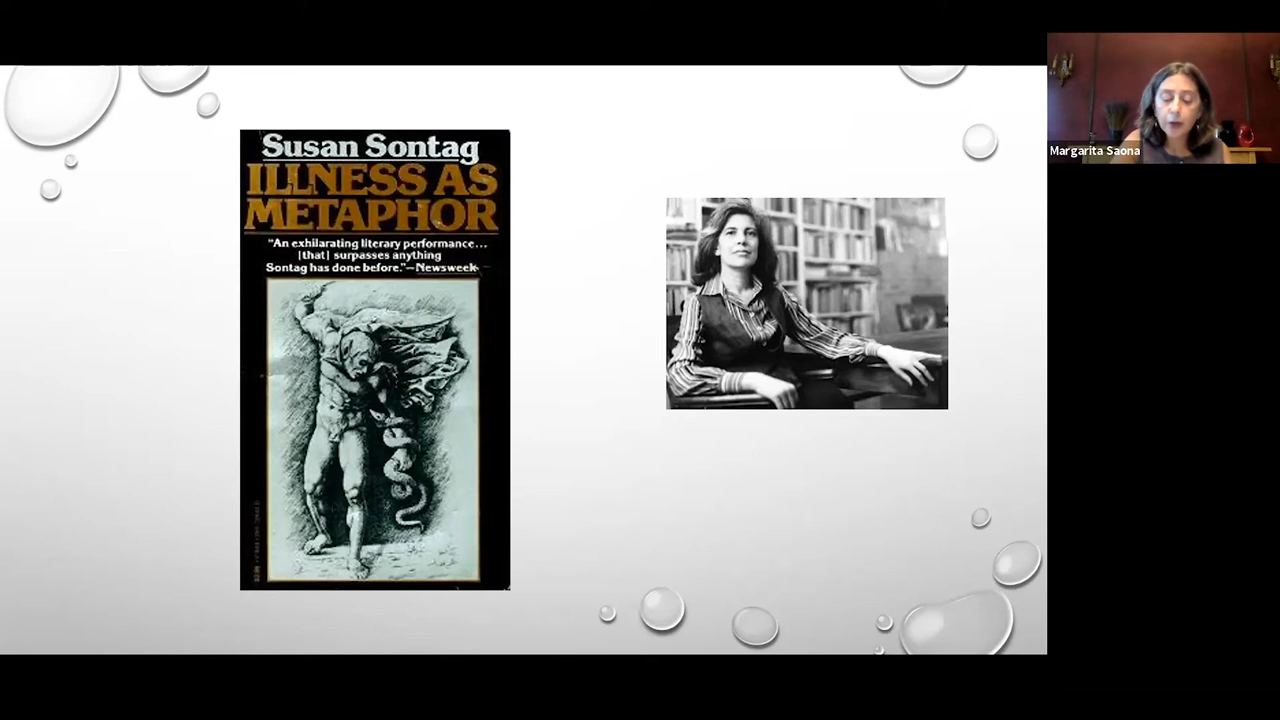 Susan Sontag
ILLNESS AS
METAPHOR
"An exhilarating literary performance...
[that] surpasses anything
Sontag has done before."—Newsweek
Margarita Saona